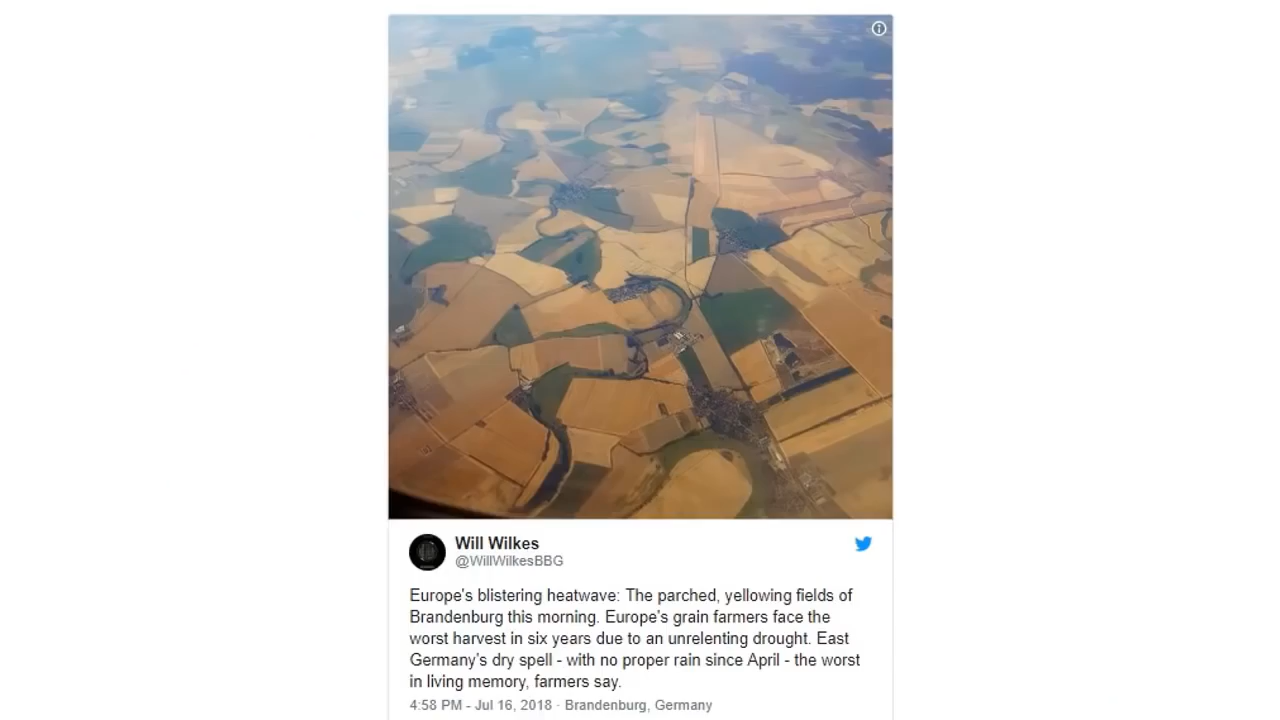 Will Wilkes
@WillWilkesBBG
Europe's blistering heatwave: The parched, yellowing fields of
Brandenburg this morning. Europe's grain farmers face the
worst harvest in six years due to an unrelenting drought. East
Germany's dry spell - with no proper rain since April - the worst
in living memory, farmers say.
4:58 PM - Jul 16, 2018 · Brandenburg, Germany